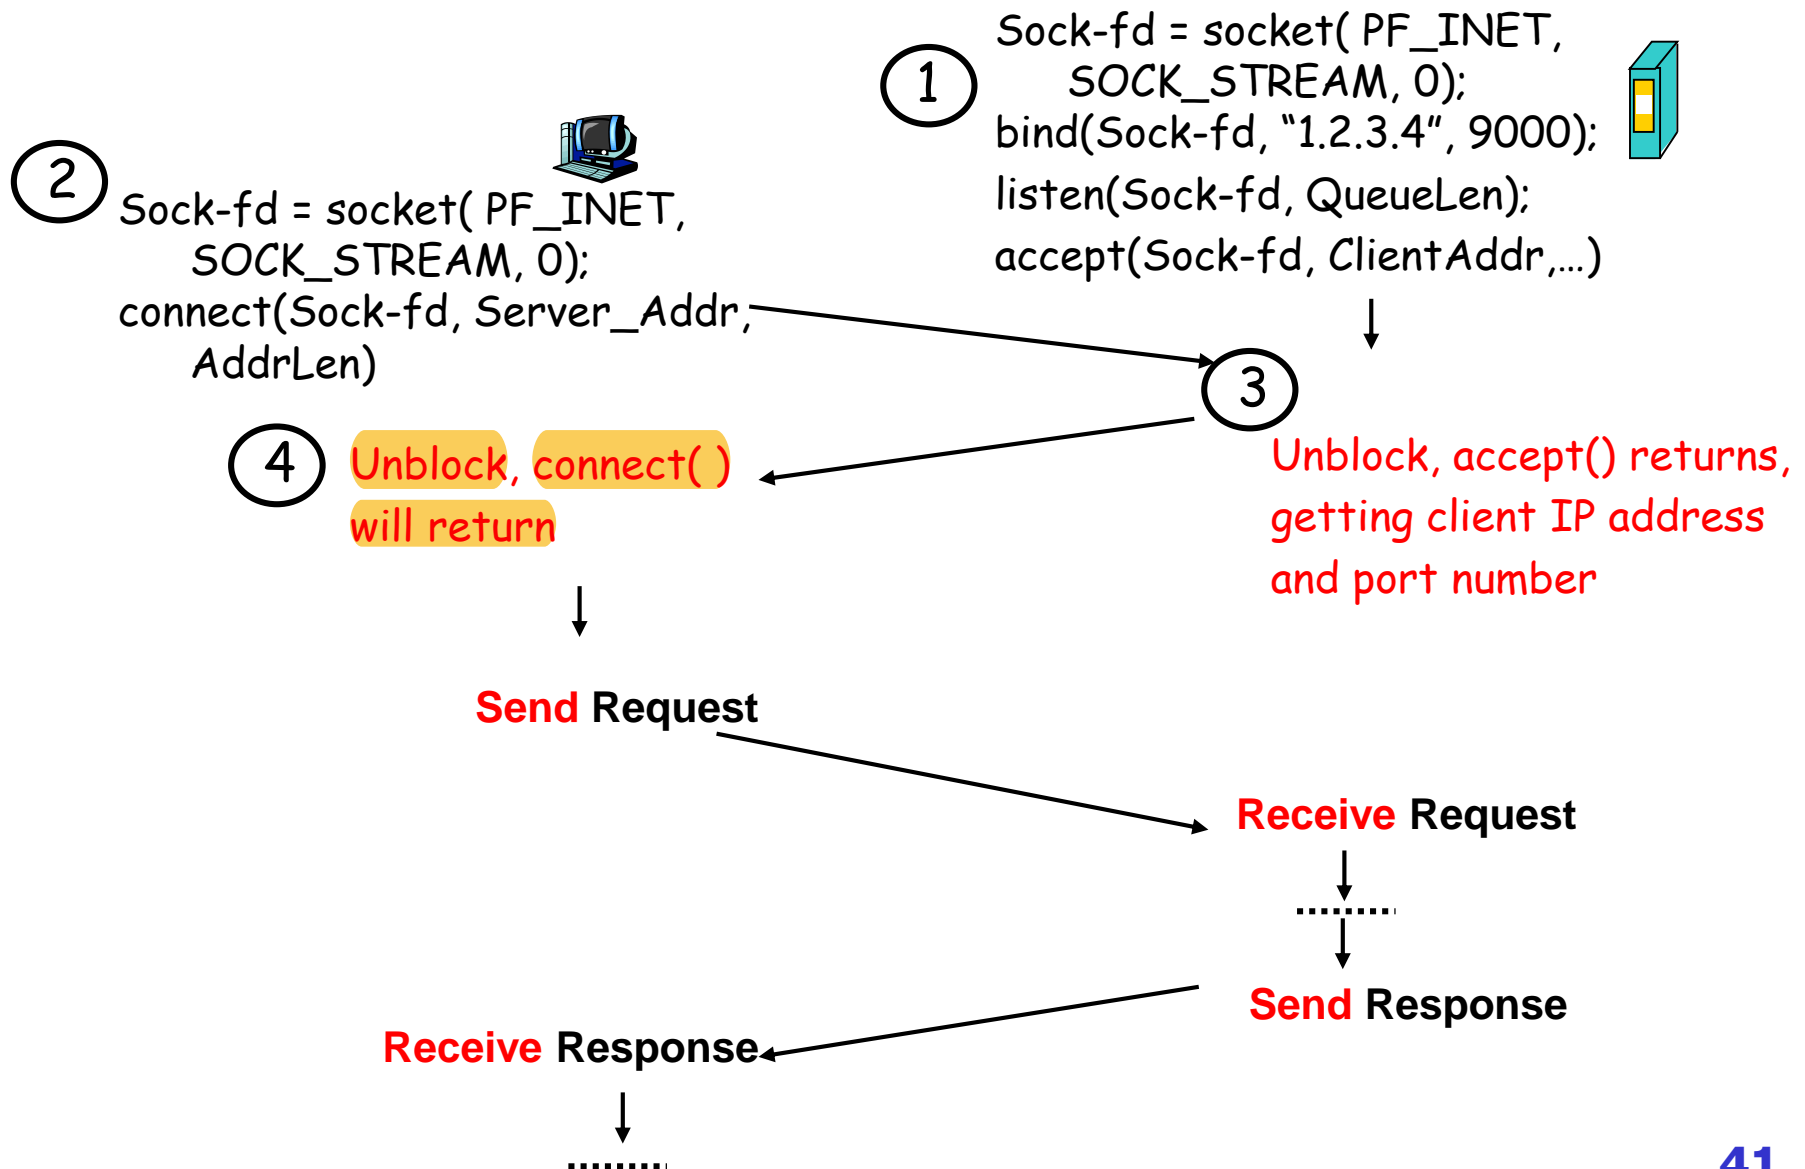 1
Sock-fd = socket( PF_INET,
SOCK_STREAM, 0);
bind(Sock-fd, “1.2.3.4”, 9000);
listen(Sock-fd, QueueLen);
accept(Sock-fd, ClientAddr,…)
2
Sock-fd = socket( PF_INET,
SOCK_STREAM, 0);
connect(Sock-fd, Server_Addr,
AddrLen)
3
Unblock, accept() returns,
getting client IP address
and port number
4
Unblock, connect( )
will return
Send Request
Receive Request
Send Response
Receive Response
41